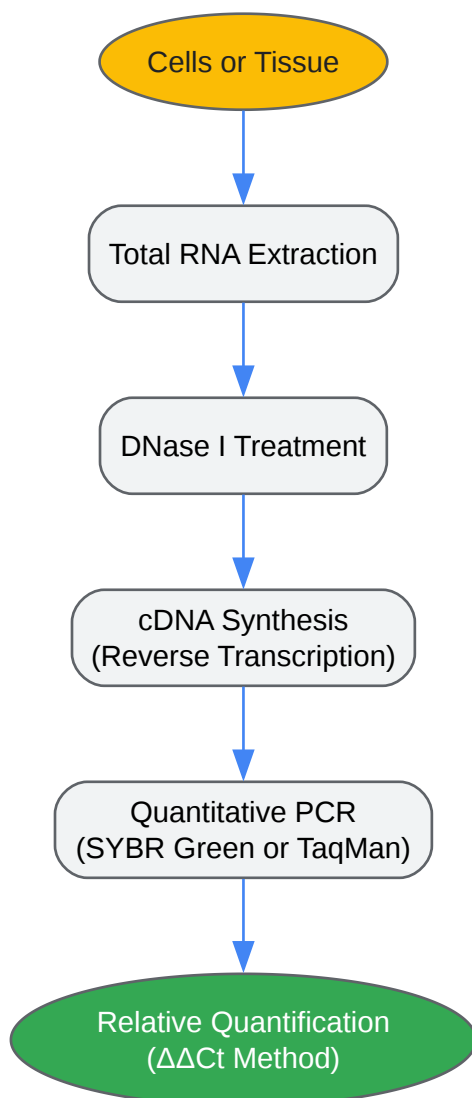 Cells or Tissue
Total RNA Extraction
DNase I Treatment
cDNA Synthesis
(Reverse Transcription)
Quantitative PCR
(SYBR Green or TaqMan)
Relative Quantification
(ΔΔCt Method)